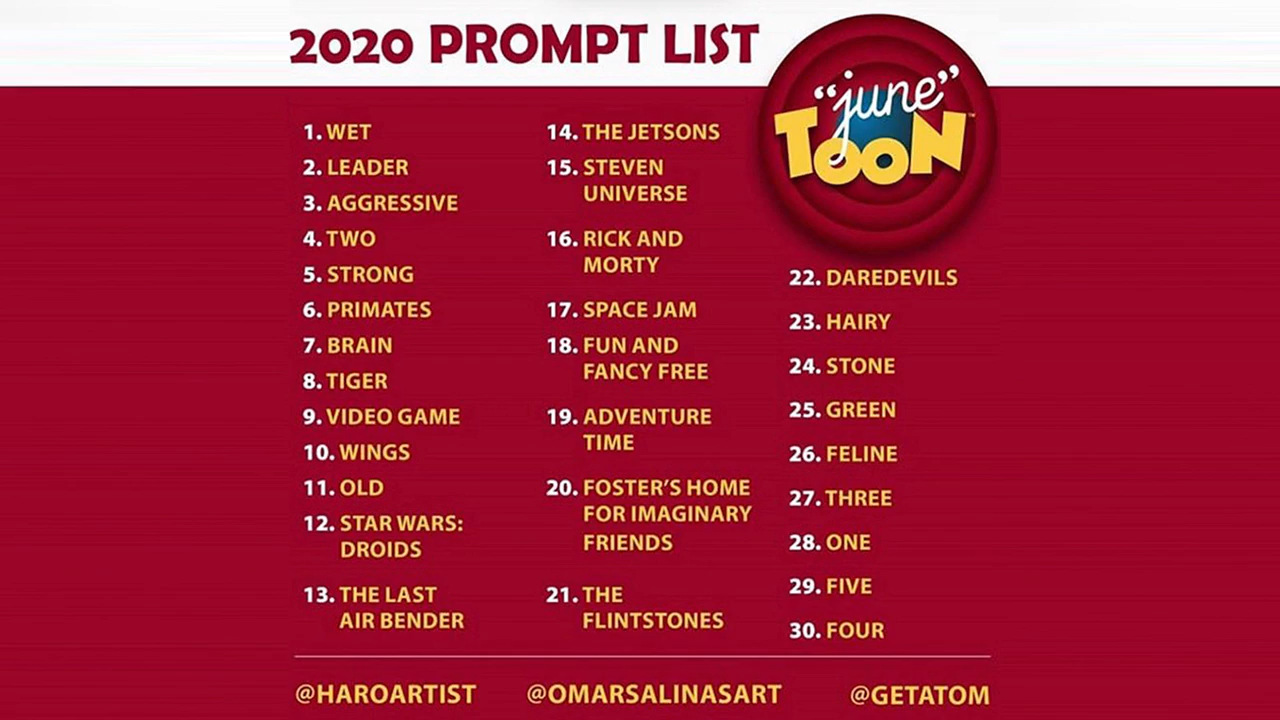 2020 PROMPT LIST
“june”
TOON™
1. WET
2. LEADER
3. AGGRESSIVE
4. TWO
5. STRONG
6. PRIMATES
7. BRAIN
8. TIGER
9. VIDEO GAME
10. WINGS
11. OLD
12. STAR WARS:
DROIDS
13. THE LAST
AIR BENDER
14. THE JETSONS
15. STEVEN
UNIVERSE
16. RICK AND
MORTY
17. SPACE JAM
18. FUN AND
FANCY FREE
19. ADVENTURE
TIME
20. FOSTER’S HOME
FOR IMAGINARY
FRIENDS
21. THE
FLINTSTONES
22. DAREDEVILS
23. HAIRY
24. STONE
25. GREEN
26. FELINE
27. THREE
28. ONE
29. FIVE
30. FOUR
@HAROARTIST @OMARSALINASART @GETATOM